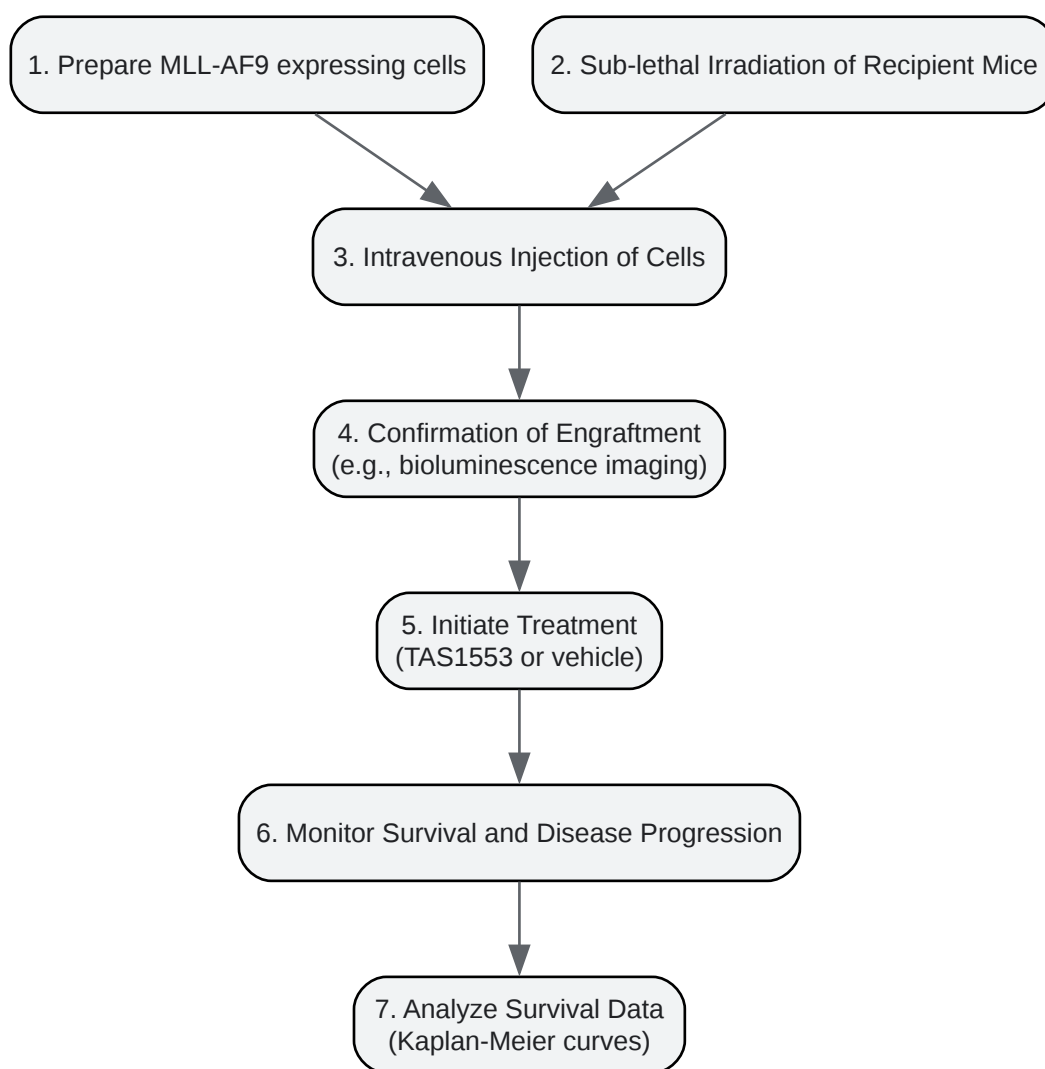 1. Prepare MLL-AF9 expressing cells
2. Sub-lethal Irradiation of Recipient Mice
3. Intravenous Injection of Cells
4. Confirmation of Engraftment
(e.g., bioluminescence imaging)
5. Initiate Treatment
(TAS1553 or vehicle)
6. Monitor Survival and Disease Progression
7. Analyze Survival Data
(Kaplan-Meier curves)